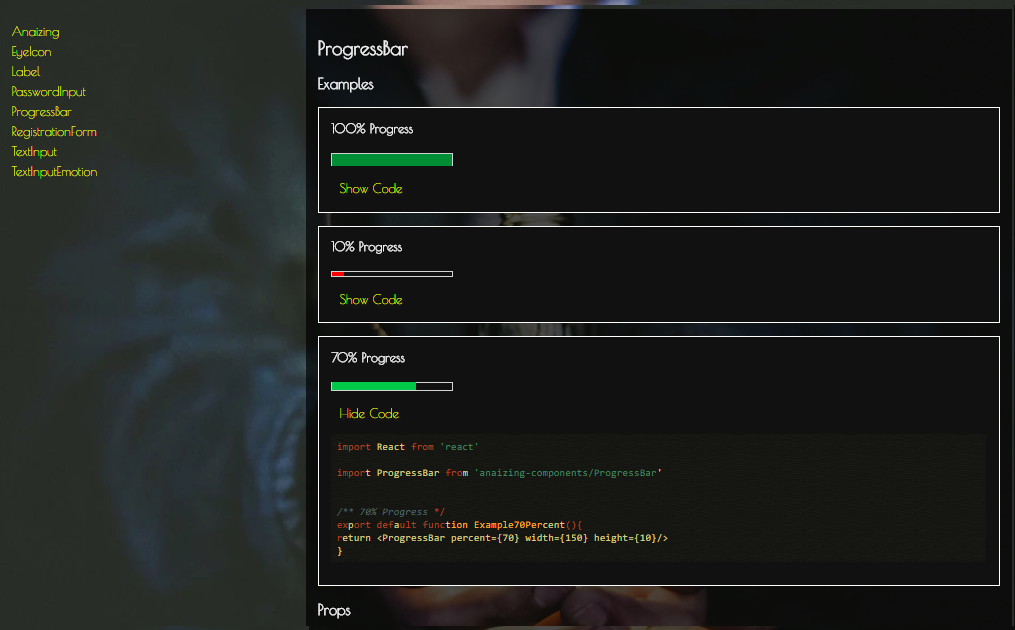 Anaizing
EyeIcon
Label
PasswordInput
ProgressBar
RegistrationForm
TextInput
TextInputEmotion
ProgressBar
Examples
100% Progress
Show Code
10% Progress
Show Code
70% Progress
Hide Code
import React from 'react'
import ProgressBar from 'anaizing-components/ProgressBar'
/** 70% Progress */
export default function Example70Percent(){
return <ProgressBar percent={70} width={150} height={10}/>
}
Props